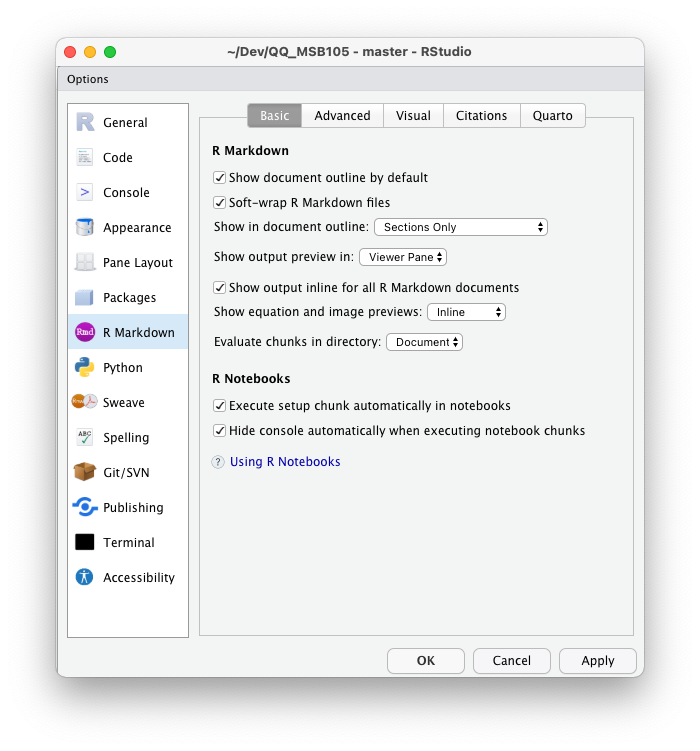 ~/Dev/QQ_MSB105 - master - RStudio
Options
General
Code
Console
Appearance
Pane Layout
Packages
Rmd R Markdown
Python
Sweave
ABC Spelling
Git/SVN
Publishing
Terminal
Accessibility
Basic Advanced Visual Citations Quarto
R Markdown
Show document outline by default
Soft-wrap R Markdown files
Show in document outline: Sections Only
Show output preview in: Viewer Pane
Show output inline for all R Markdown documents
Show equation and image previews: Inline
Evaluate chunks in directory: Document
R Notebooks
Execute setup chunk automatically in notebooks
Hide console automatically when executing notebook chunks
? Using R Notebooks
OK Cancel Apply